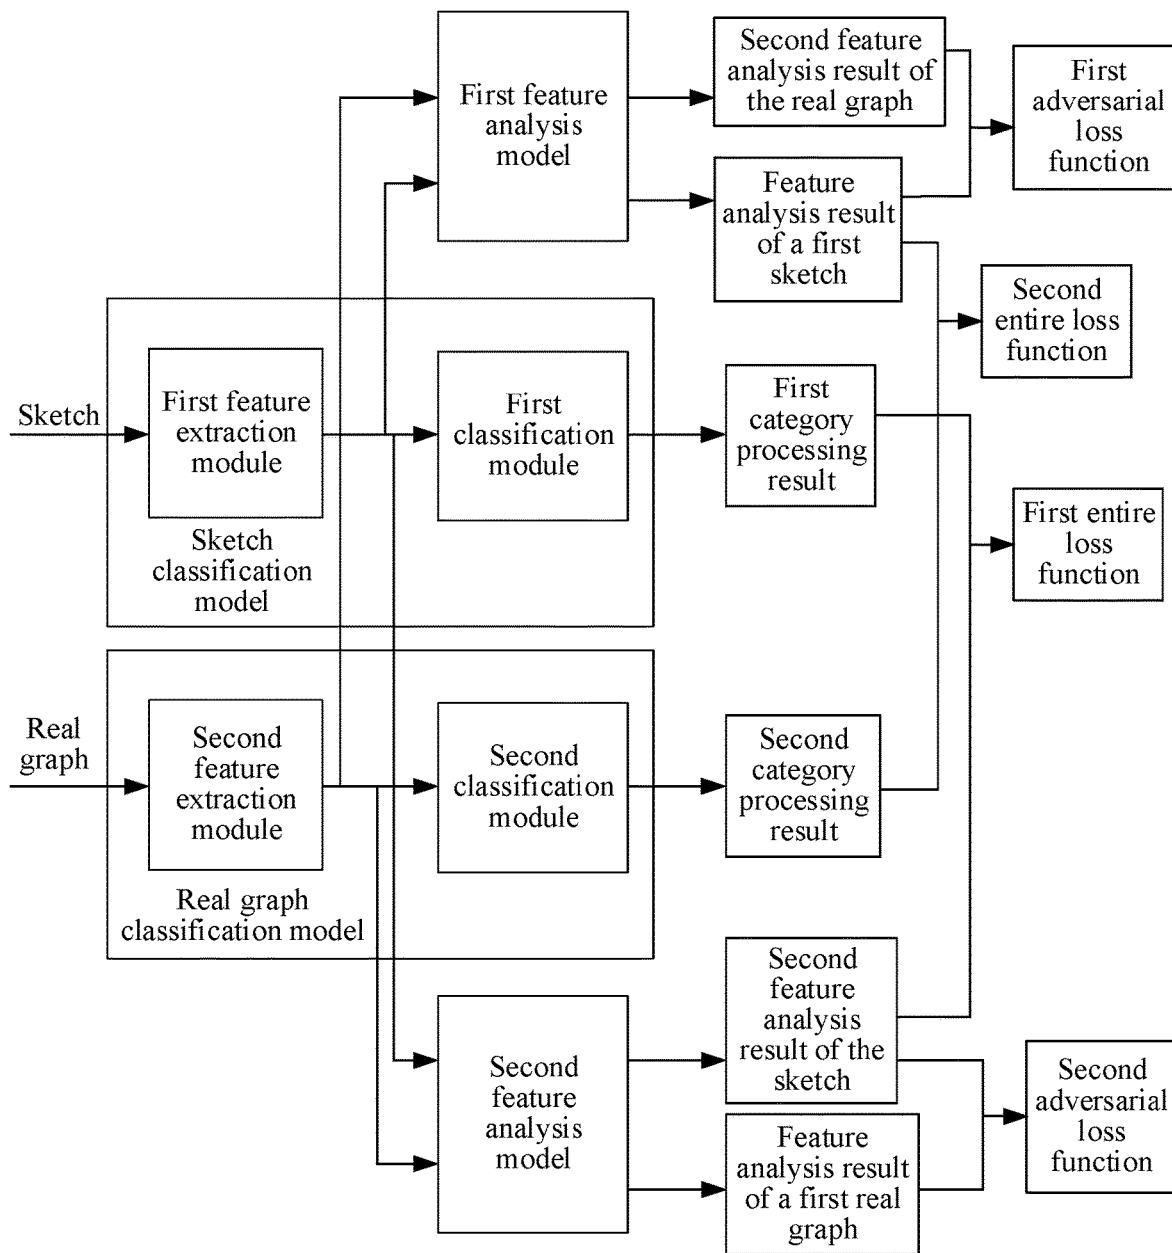 First feature
analysis
model
Second feature
analysis result of
the real graph
First
adversarial
loss
function
Feature
analysis result
of a first
sketch
Second
entire loss
function
Sketch
First feature
extraction
module
Sketch
classification
model
First
classification
module
First
category
processing
result
First entire
loss
function
Real
graph
Second
feature
extraction
module
Real graph
classification model
Second
classification
module
Second
category
processing
result
Second
feature
analysis
model
Second
feature
analysis
result of the
sketch
Feature
analysis result
of a first real
graph
Second
adversarial
loss
function